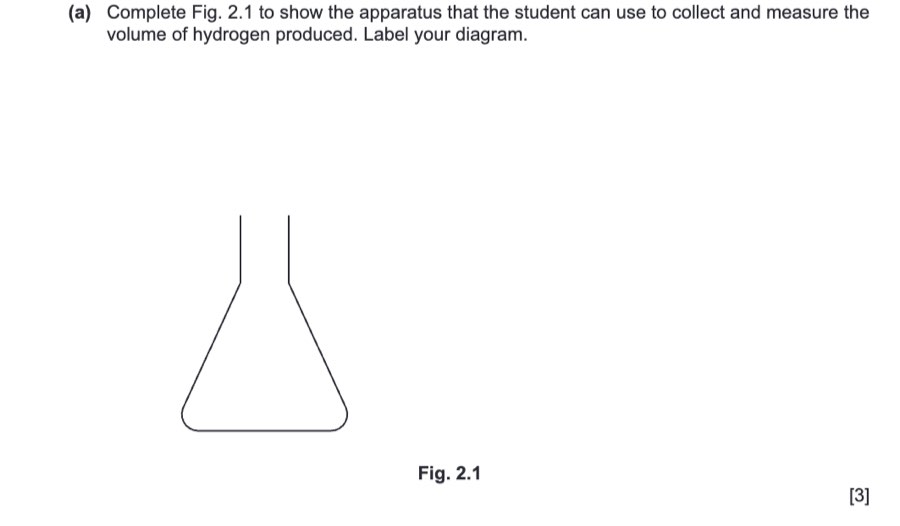 (a) Complete Fig. 2.1 to show the apparatus that the student can use to collect and measure the
volume of hydrogen produced. Label your diagram.
Fig. 2.1
[3]